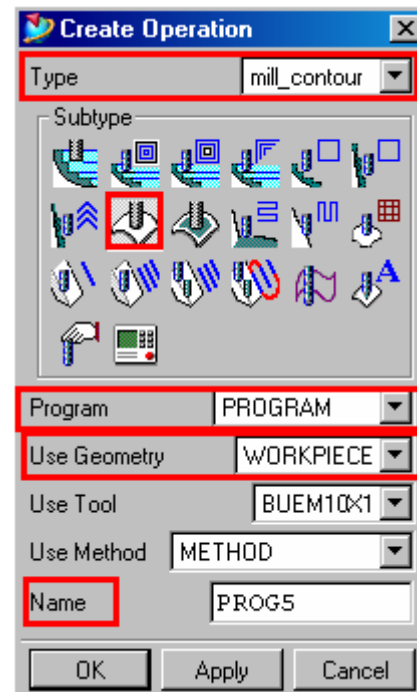 Create Operation
Type mill_contour
Subtype
A
Program PROGRAM
Use Geometry WORKPIECE
Use Tool BUEM10X1
Use Method METHOD
Name PROG5
OK Apply Cancel